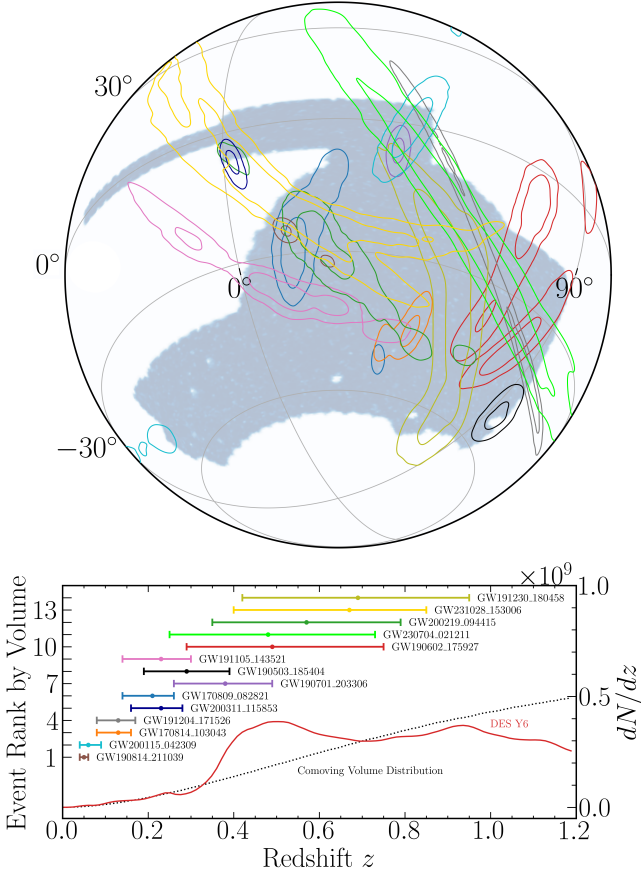 30°
0°
0°
90°
−30°
×10⁹
GW191230_180458
GW231028_153006
GW200219_094415
GW230704_021211
GW190602_175927
GW191105_143521
GW190503_185404
GW190701_203306
GW170809_082821
GW200311_115853
GW191204_171526
GW170814_103043
GW200115_042309
GW190814_211039
DES Y6
Comoving Volume Distribution
13
10
7
4
1
Event Rank by Volume
1.0
0.5
0.0
dN/dz
0.0
0.2
0.4
0.6
0.8
1.0
1.2
Redshift z